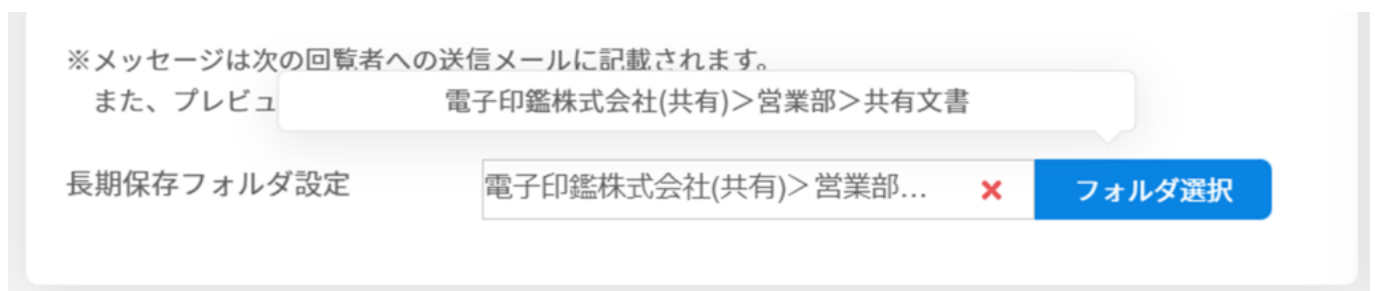 ※メッセージは次の回覧者への送信メールに記載されます。
また、プレビュ
電子印鑑株式会社(共有)＞営業部＞共有文書
長期保存フォルダ設定
電子印鑑株式会社(共有)＞営業部… ×
フォルダ選択